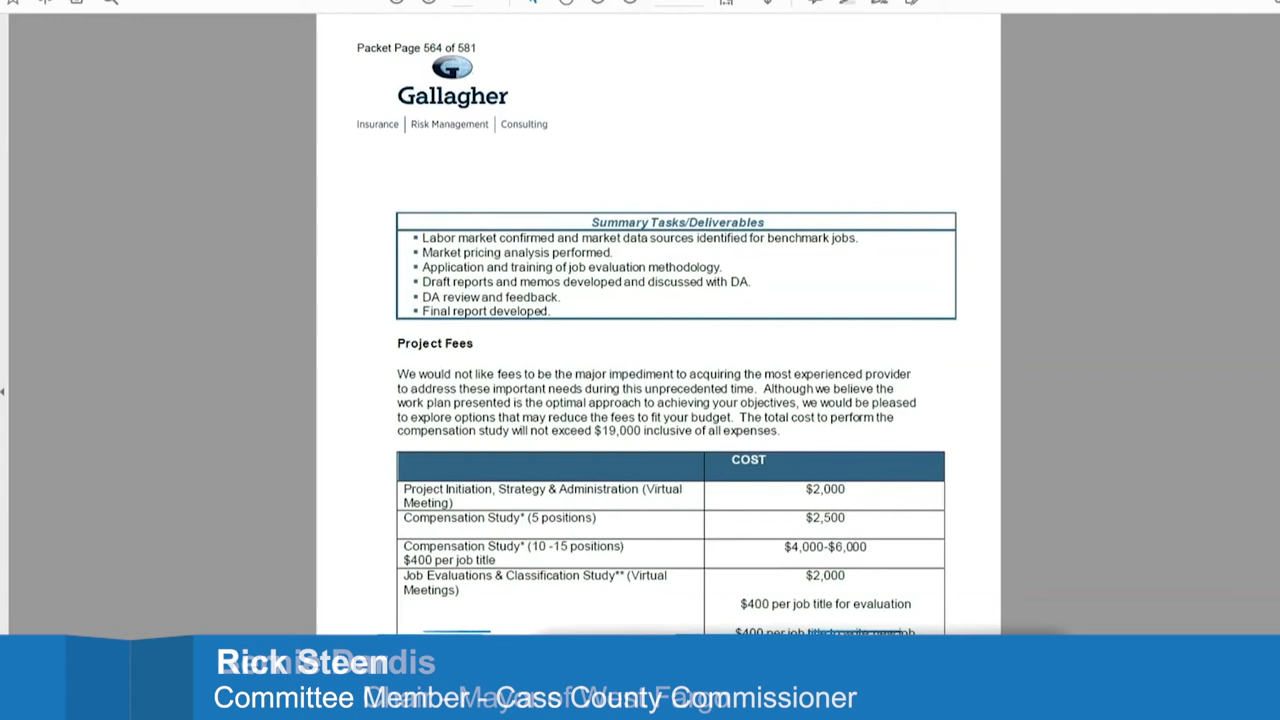 Packet Page 564 of 581
G
Gallagher
Insurance | Risk Management | Consulting
Summary Tasks/Deliverables
▪ Labor market confirmed and market data sources identified for benchmark jobs.
▪ Market pricing analysis performed.
▪ Application and training of job evaluation methodology.
▪ Draft reports and memos developed and discussed with DA.
▪ DA review and feedback.
▪ Final report developed.
Project Fees
We would not like fees to be the major impediment to acquiring the most experienced provider
to address these important needs during this unprecedented time. Although we believe the
work plan presented is the optimal approach to achieving your objectives, we would be pleased
to explore options that may reduce the fees to fit your budget. The total cost to perform the
compensation study will not exceed $19,000 inclusive of all expenses.
COST
Project Initiation, Strategy & Administration (Virtual
Meeting)
$2,000
Compensation Study* (5 positions)
$2,500
Compensation Study* (10 -15 positions)
$400 per job title
$4,000-$6,000
Job Evaluations & Classification Study** (Virtual
Meetings)
$2,000
$400 per job title for evaluation
$400 per job title to write new job
Rick Steen
Committee Member - Cass County Commissioner